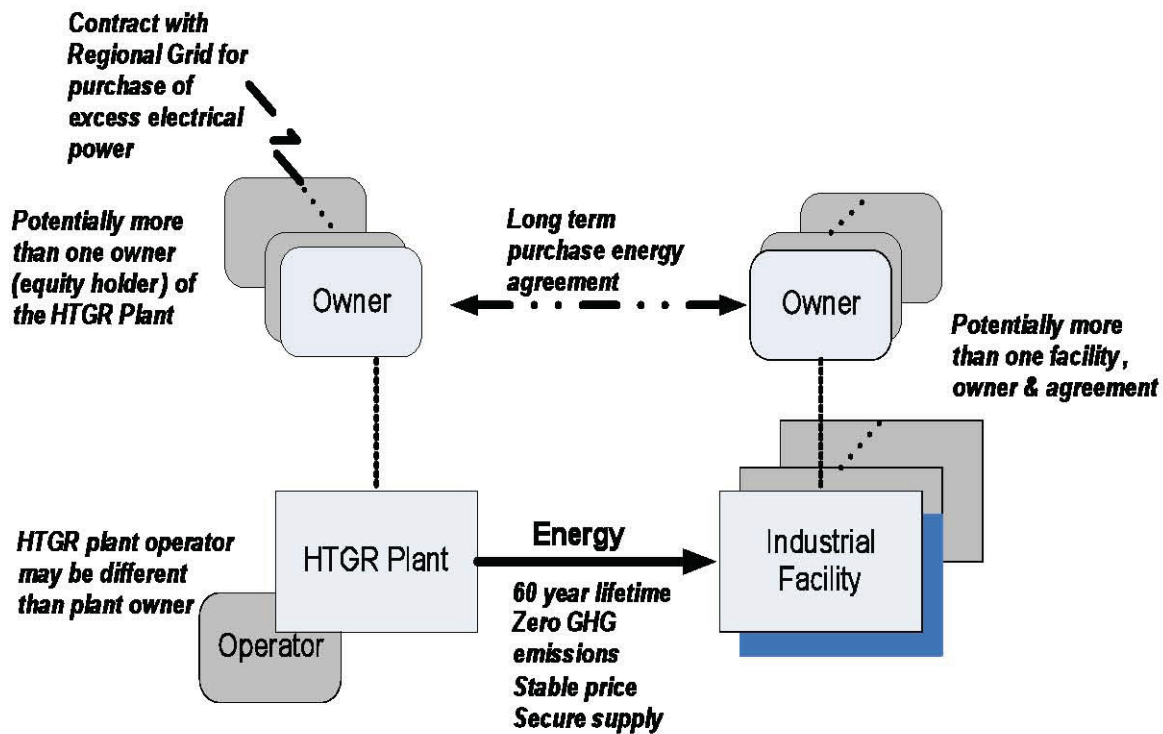 Contract with
Regional Grid for
purchase of
excess electrical
power
Potentially more
than one owner
(equity holder) of
the HTGR Plant
Owner
Long term
purchase energy
agreement
Owner
Potentially more
than one facility,
owner & agreement
HTGR plant operator
may be different
than plant owner
HTGR Plant
Operator
Energy
60 year lifetime
Zero GHG
emissions
Stable price
Secure supply
Industrial
Facility